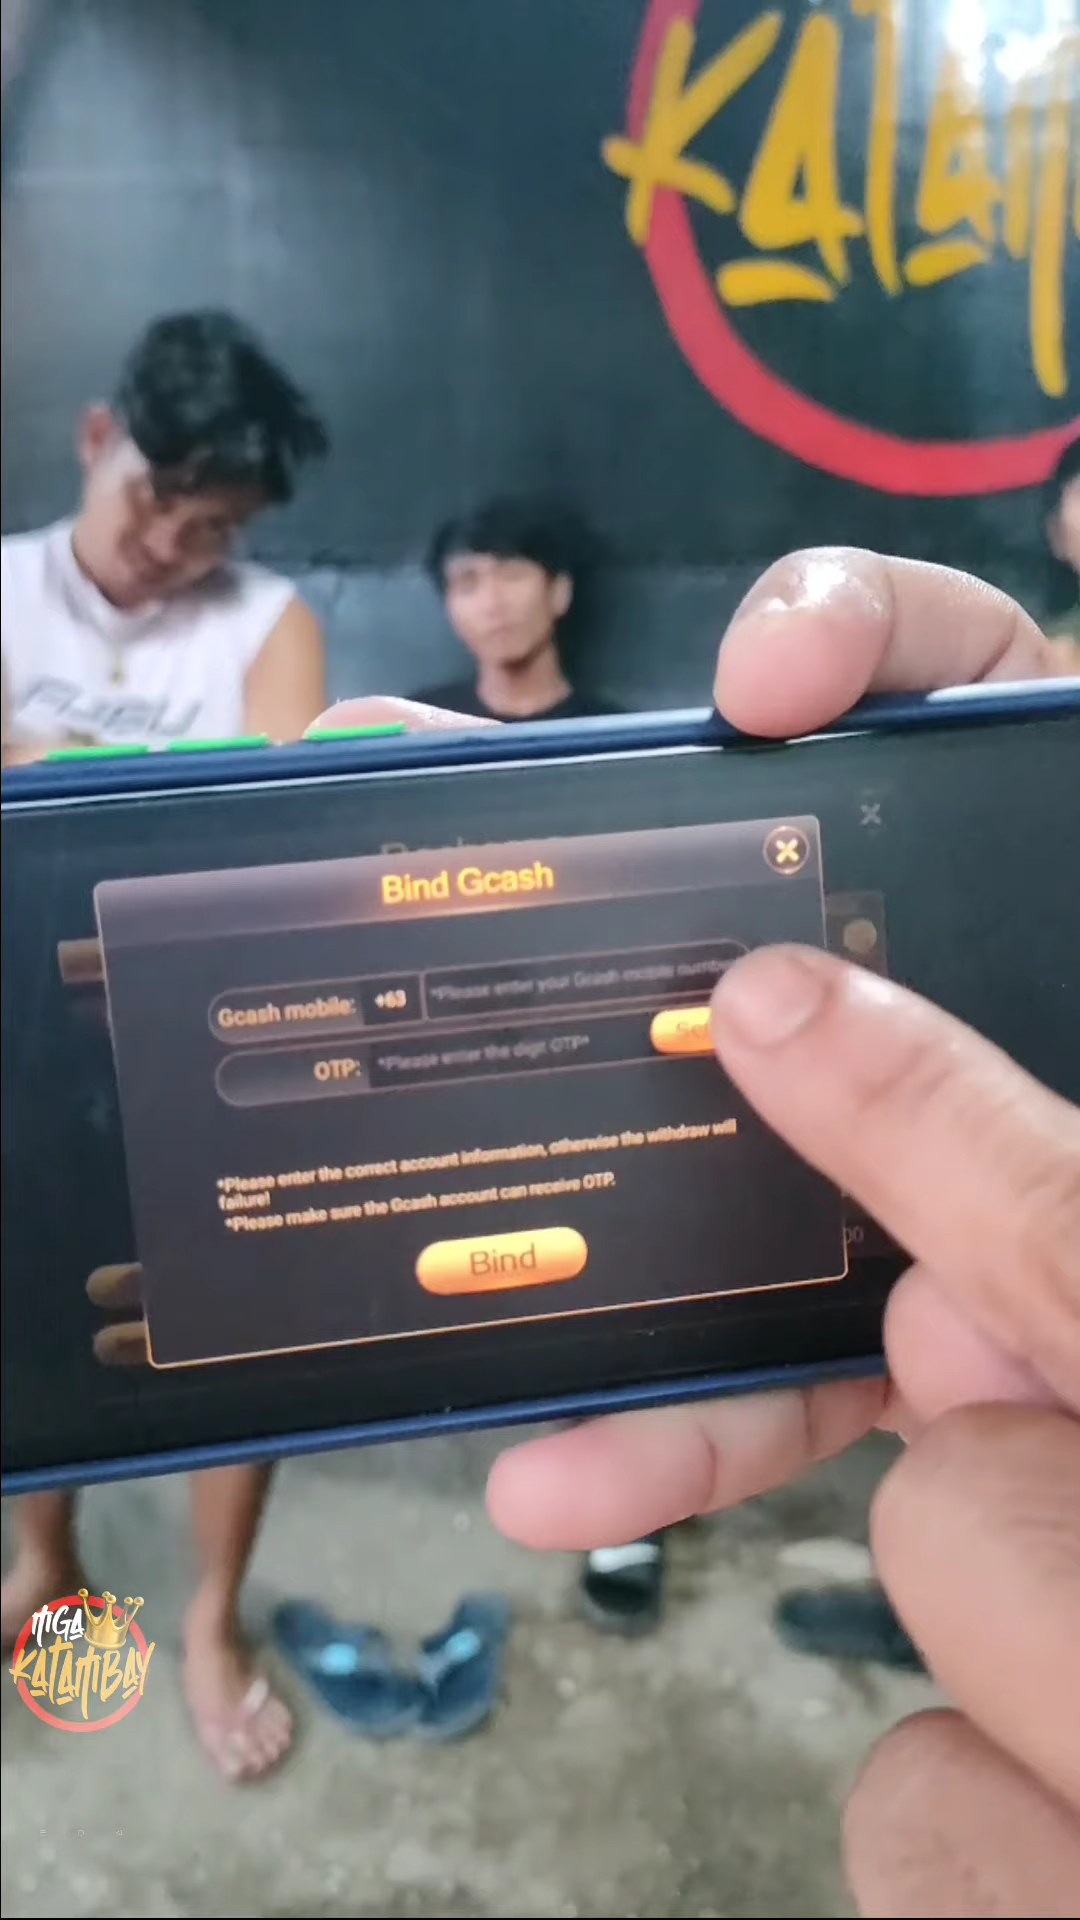 KATAM
Bind Gcash
Gcash mobile: +63 *Please enter your Gcash mobile number
OTP: *Please enter the digit OTP*
*Please enter the correct account information, otherwise the withdraw will
failure!
*Please make sure the Gcash account can receive OTP.
Bind
MGA
KATAMBAY